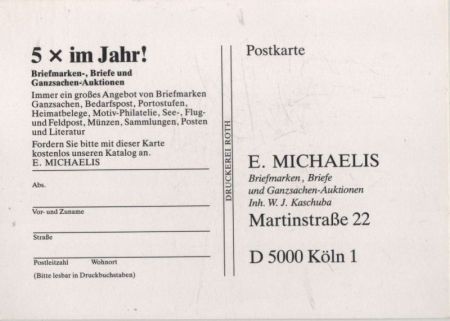 5 × im Jahr!
Briefmarken-, Briefe und
Ganzsachen-Auktionen
Immer ein großes Angebot von Briefmarken
Ganzsachen, Bedarfspost, Portostufen,
Heimatbelege, Motiv-Philatelie, See-, Flug-
und Feldpost, Münzen, Sammlungen, Posten
und Literatur
Fordern Sie bitte mit dieser Karte
kostenlos unseren Katalog an.
E. MICHAELIS
Abs.
Vor- und Zuname
Straße
Postleitzahl Wohnort
(Bitte lesbar in Druckbuchstaben)
DRUCKEREI ROTH
Postkarte
E. MICHAELIS
Briefmarken, Briefe
und Ganzsachen-Auktionen
Inh. W. J. Kaschuba
Martinstraße 22
D 5000 Köln 1